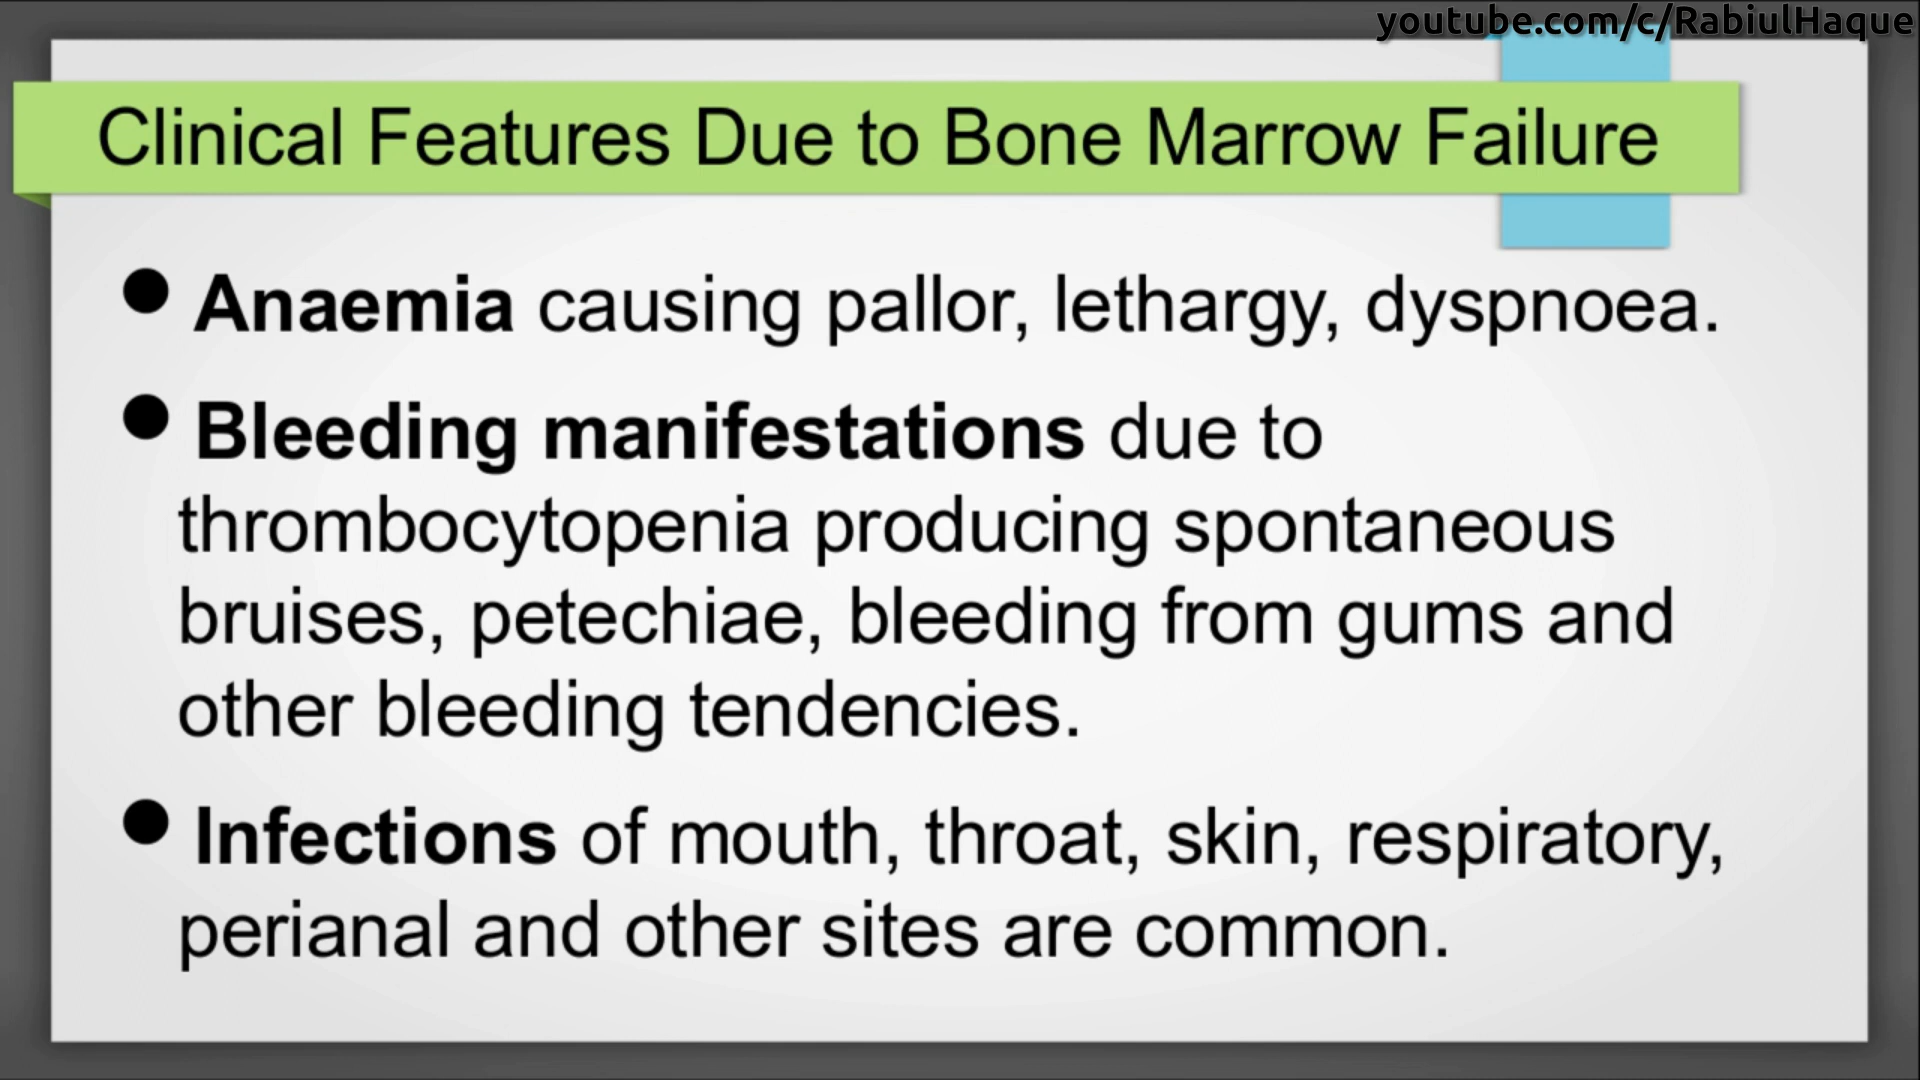 youtube.com/c/RabiulHaque
Clinical Features Due to Bone Marrow Failure
● Anaemia causing pallor, lethargy, dyspnoea.
● Bleeding manifestations due to
thrombocytopenia producing spontaneous
bruises, petechiae, bleeding from gums and
other bleeding tendencies.
● Infections of mouth, throat, skin, respiratory,
perianal and other sites are common.